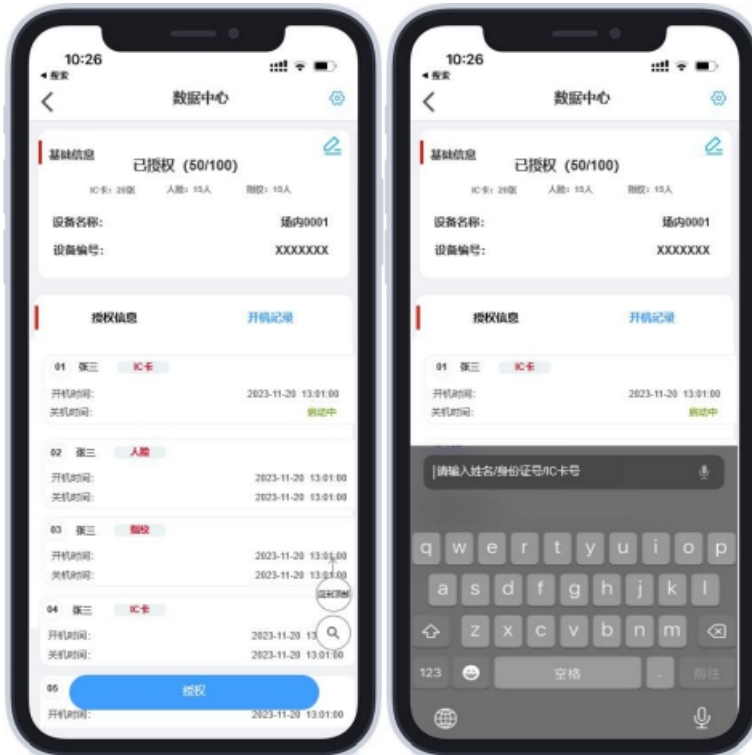 10:26
◀ 搜索
数据中心
基础信息
已授权 (50/100)
IC卡: 20张 人脸: 15人 指纹: 15人
设备名称: 场内0001
设备编号: XXXXXXX
授权信息 开机记录
01 张三 IC卡
开机时间: 2023-11-20 13:01:00
关机时间: 启动中
02 张三 人脸
开机时间: 2023-11-20 13:01:00
关机时间: 2023-11-20 13:01:00
03 张三 指纹
开机时间: 2023-11-20 13:01:00
关机时间: 2023-11-20 13:01:00
04 张三 IC卡
开机时间: 2023-11-20 13
关机时间: 2023-11-20 13:01:00
05
授权
开机时间: 2023-11-20 13:01:00
10:26
◀ 搜索
数据中心
基础信息
已授权 (50/100)
IC卡: 20张 人脸: 15人 指纹: 15人
设备名称: 场内0001
设备编号: XXXXXXX
授权信息 开机记录
01 张三 IC卡
开机时间: 2023-11-20 13:01:00
关机时间: 启动中
请输入姓名/身份证号/IC卡号
q w e r t y u i o p
a s d f g h j k l
z x c v b n m
123 空格 . 前往